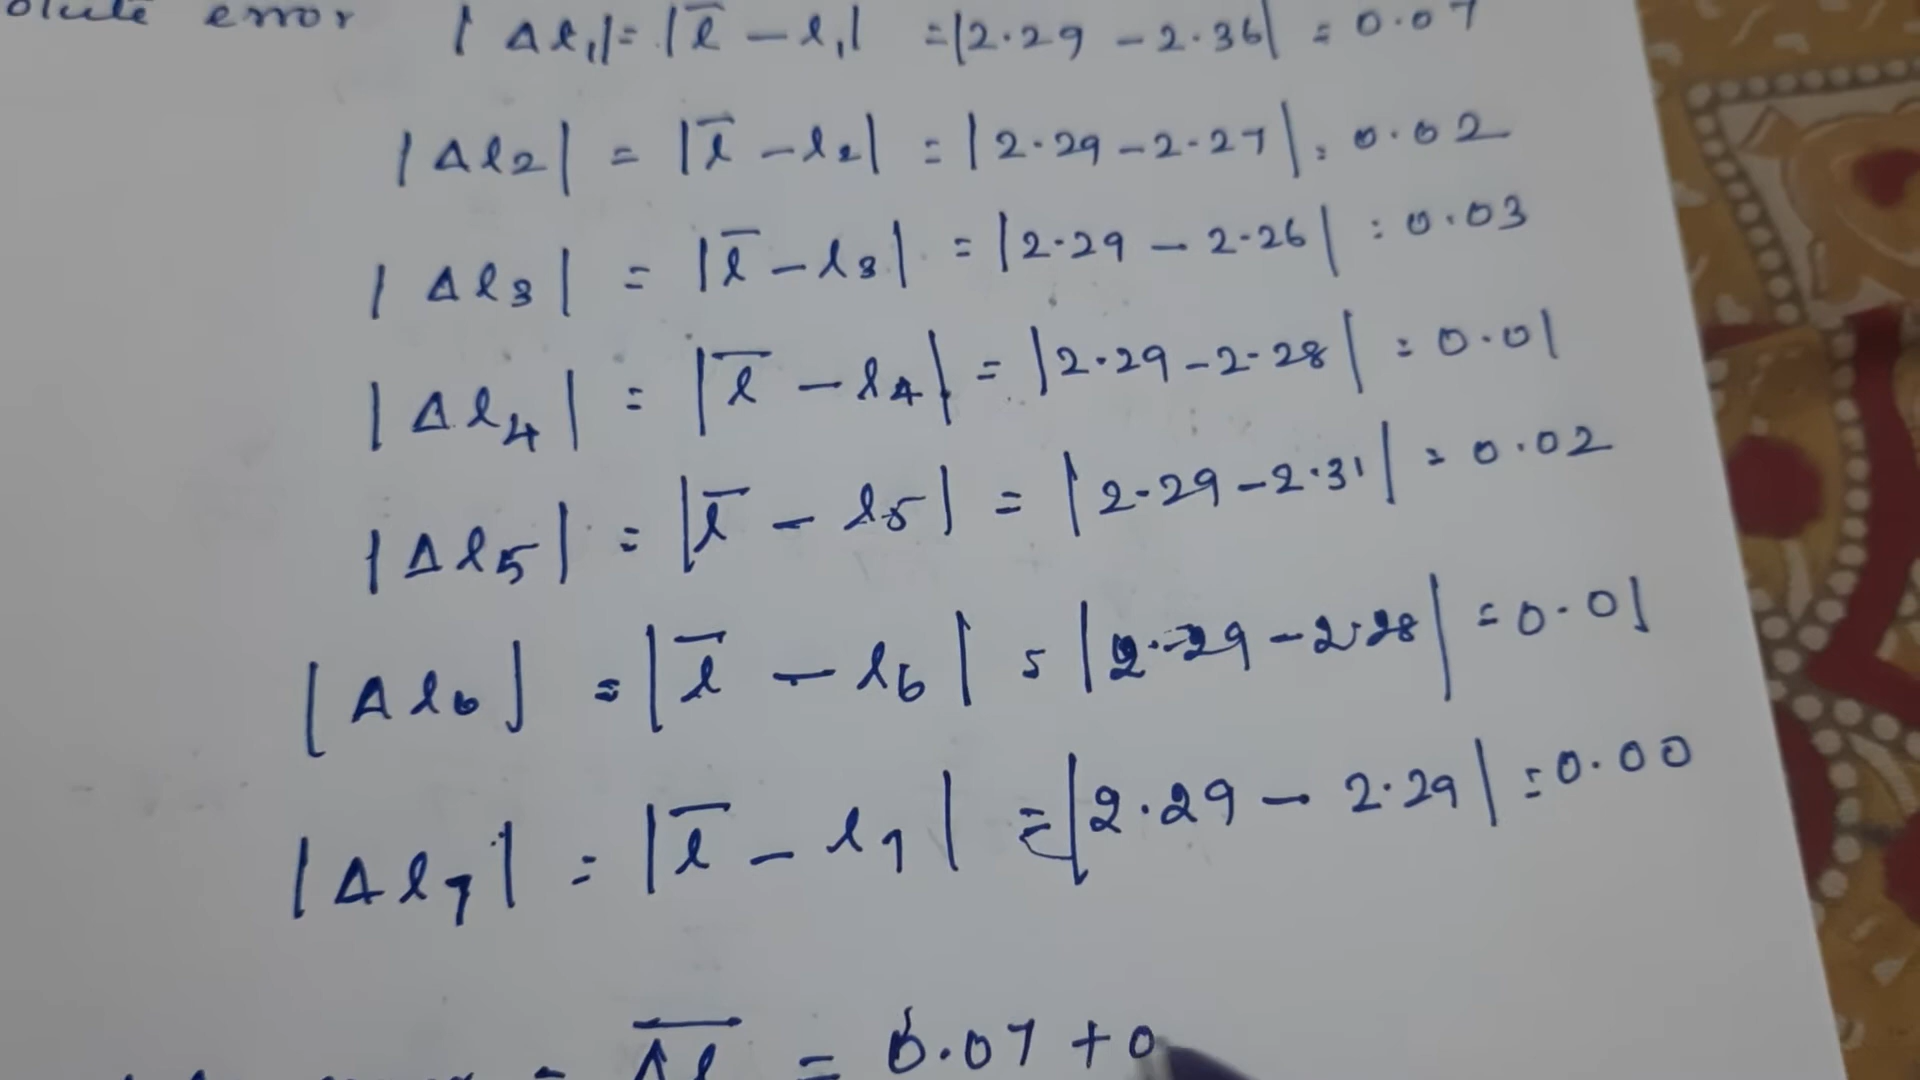 error |Δl₁| = |l̅ - l₁| = |2.29 - 2.36| = 0.07
|Δl₂| = |l̅ - l₂| = |2.29 - 2.27| = 0.02
|Δl₃| = |l̅ - l₃| = |2.29 - 2.26| = 0.03
|Δl₄| = |l̅ - l₄| = |2.29 - 2.28| = 0.01
|Δl₅| = |l̅ - l₅| = |2.29 - 2.31| = 0.02
|Δl₆| = |l̅ - l₆| = |2.29 - 2.28| = 0.01
|Δl₇| = |l̅ - l₇| = |2.29 - 2.29| = 0.00
= Δl̅ = 0.07 + 0